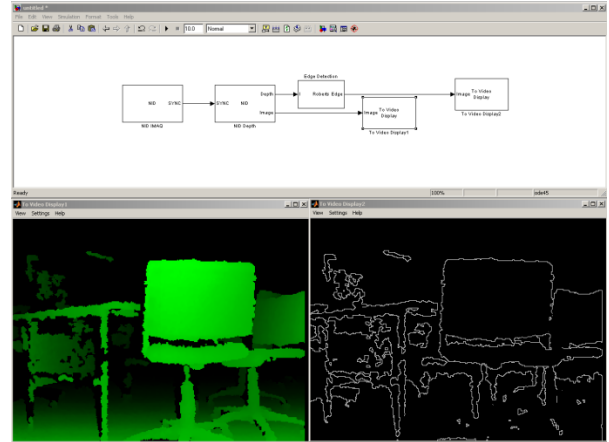 untitled *
File Edit View Simulation Format Tools Help
10.0 Normal
Edge Detection
Depth
I Roberts Edge
Image To Video Display
To Video Display2
NID SYNC
SYNC NID
Image
Image To Video Display
NID IMAQ
NID Depth
To Video Display1
Ready 100% ode45
To Video Display1
To Video Display2
View Settings Help
View Settings Help